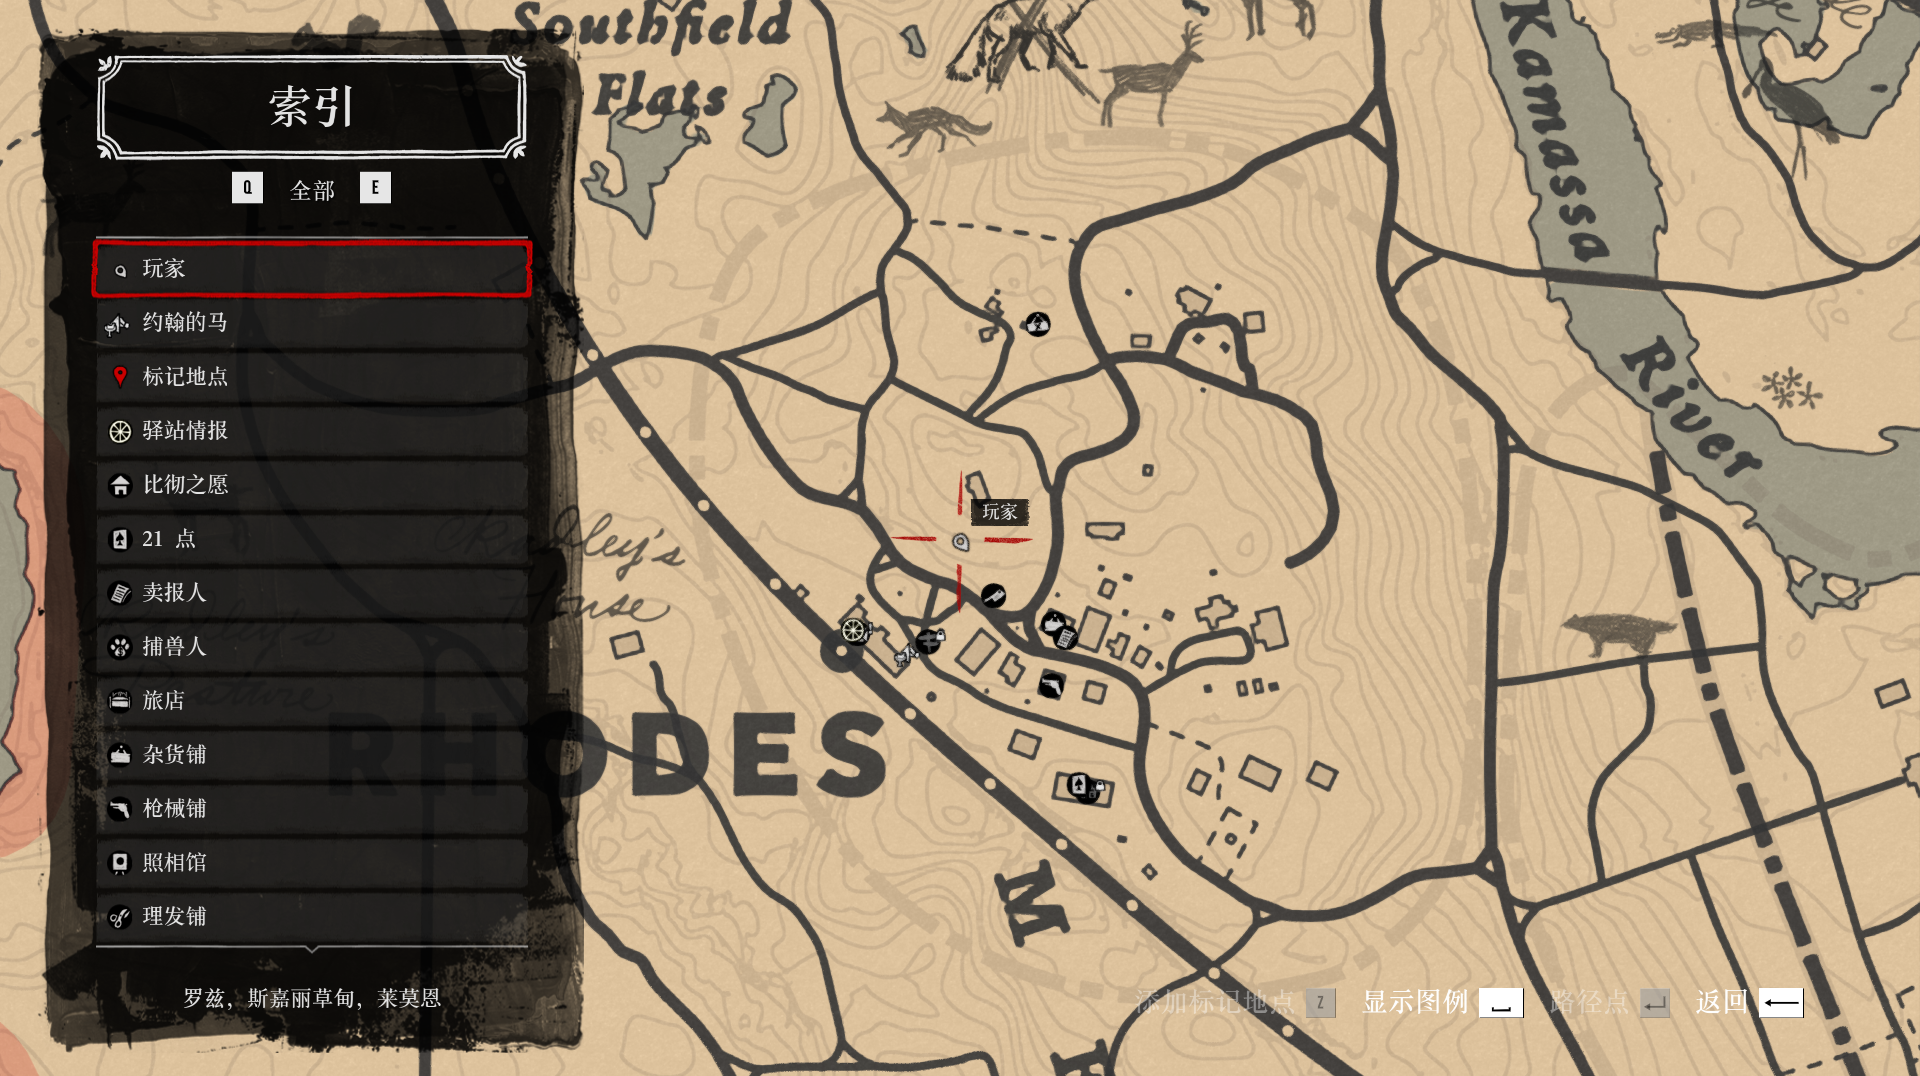 索引
Q 全部 E
玩家
约翰的马
标记地点
驿站情报
比彻之愿
21 点
卖报人
捕兽人
旅店
杂货铺
枪械铺
照相馆
理发铺
罗兹，斯嘉丽草甸，莱莫恩
Southfield
Flats
Kamassa
River
玩家
House
RHODES
M
添加标记地点 Z 显示图例 路径点 返回